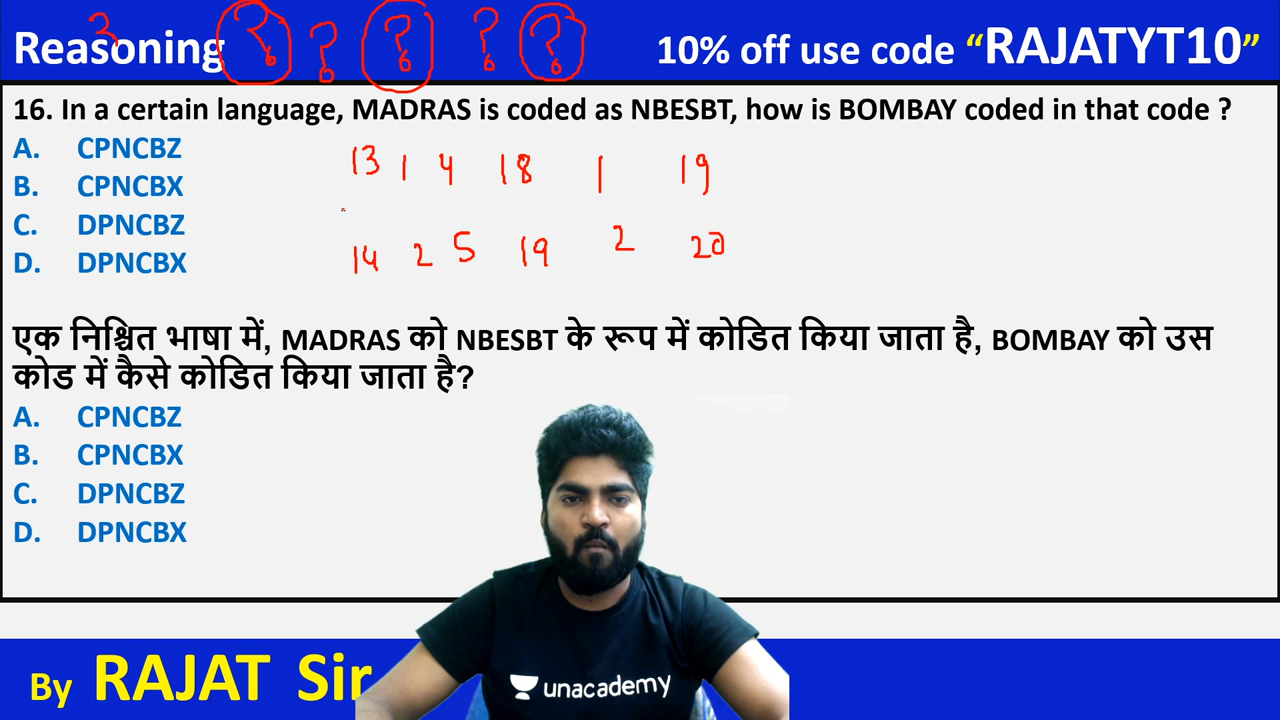 3 ? ? ? ? ?
Reasoning 10% off use code “RAJATYT10”
16. In a certain language, MADRAS is coded as NBESBT, how is BOMBAY coded in that code ?
A. CPNCBZ
B. CPNCBX
C. DPNCBZ
D. DPNCBX
13 1 4 18 1 19
14 2 5 19 2 20
एक निश्चित भाषा में, MADRAS को NBESBT के रूप में कोडित किया जाता है, BOMBAY को उस
कोड में कैसे कोडित किया जाता है?
A. CPNCBZ
B. CPNCBX
C. DPNCBZ
D. DPNCBX
unacademy
By RAJAT Sir